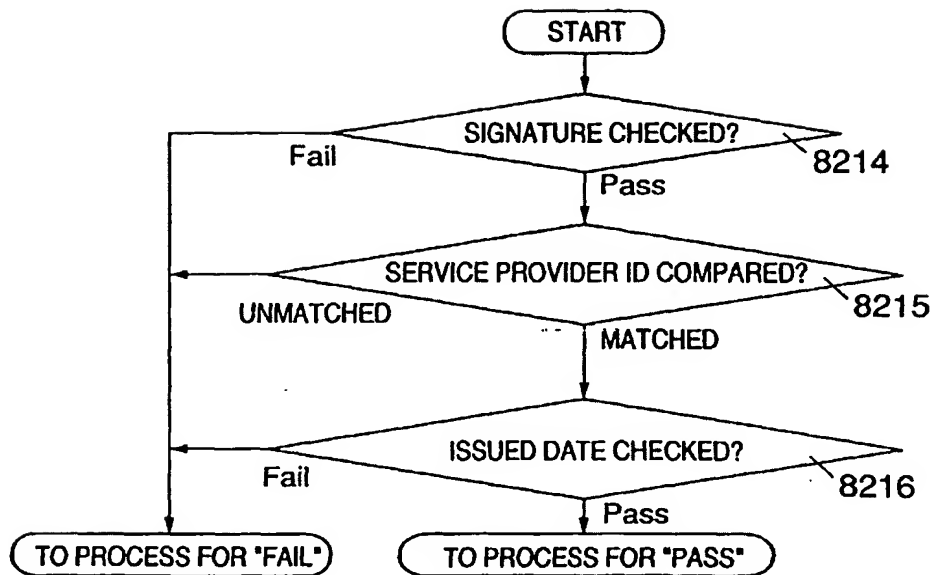 START
SIGNATURE CHECKED?
8214
Fail
Pass
SERVICE PROVIDER ID COMPARED?
8215
UNMATCHED
MATCHED
ISSUED DATE CHECKED?
8216
Fail
Pass
TO PROCESS FOR "FAIL"
TO PROCESS FOR "PASS"